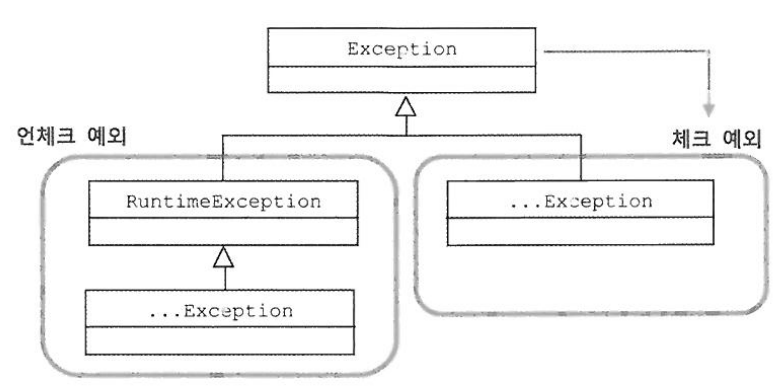 Exception
언체크 예외
체크 예외
RuntimeException
...Exception
...Exception